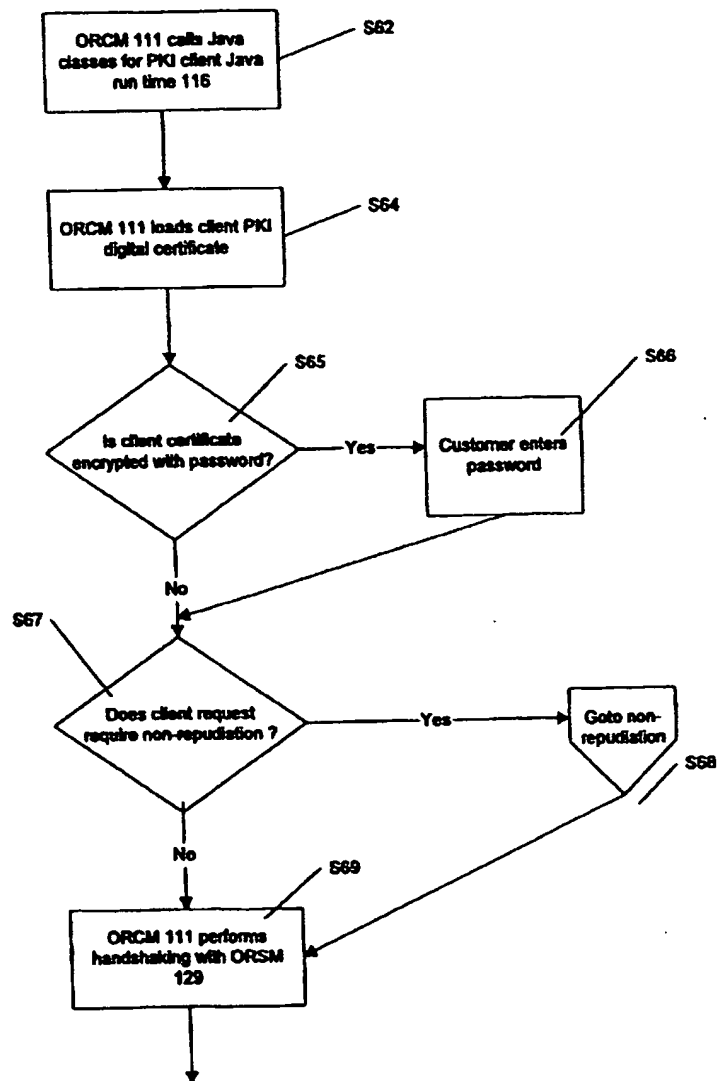 S62
ORCM 111 calls Java
classes for PKI client Java
run time 116
S64
ORCM 111 loads client PKI
digital certificate
S65
S66
Is client certificate
encrypted with password?
Yes
Customer enters
password
No
S67
Does client request
require non-repudiation ?
Yes
Goto non-
repudiation
S68
No
S69
ORCM 111 performs
handshaking with ORSM
129